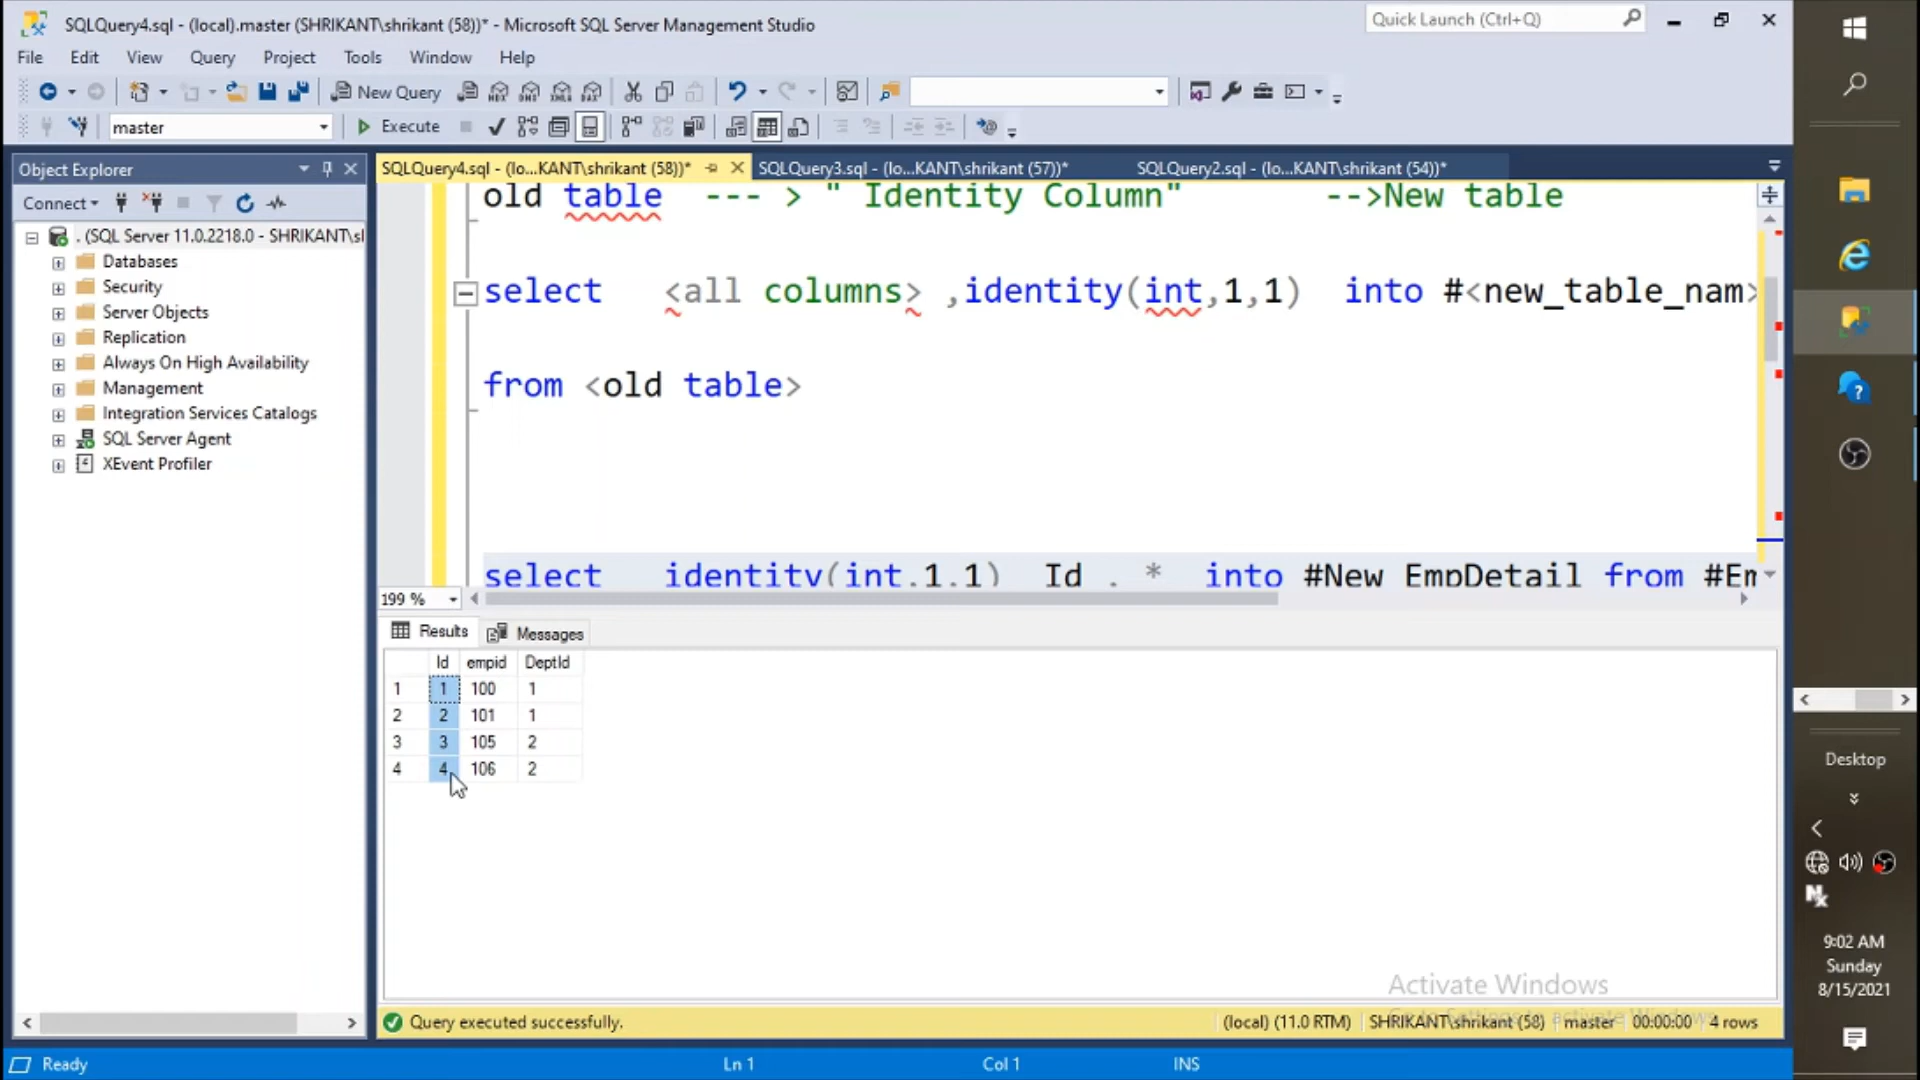 SQLQuery4.sql - (local).master (SHRIKANT\shrikant (58))* - Microsoft SQL Server Management Studio
Quick Launch (Ctrl+Q)
File Edit View Query Project Tools Window Help
New Query
master
Execute
Object Explorer
Connect
. (SQL Server 11.0.2218.0 - SHRIKANT\sl
Databases
Security
Server Objects
Replication
Always On High Availability
Management
Integration Services Catalogs
SQL Server Agent
XEvent Profiler
SQLQuery4.sql - (lo...KANT\shrikant (58))*
SQLQuery3.sql - (lo...KANT\shrikant (57))*
SQLQuery2.sql - (lo...KANT\shrikant (54))*
old table --- > " Identity Column" -->New table
select <all columns> ,identity(int,1,1) into #<new_table_nam>
from <old table>
select identity(int,1,1) Id , * into #New_EmpDetail from #Em
199 %
Results Messages
Id empid DeptId
1 1 100 1
2 2 101 1
3 3 105 2
4 4 106 2
Activate Windows
Go to Settings to activate Windows.
Query executed successfully.
(local) (11.0 RTM) SHRIKANT\shrikant (58) master 00:00:00 4 rows
Ready
Ln 1
Col 1
INS
Desktop
9:02 AM
Sunday
8/15/2021